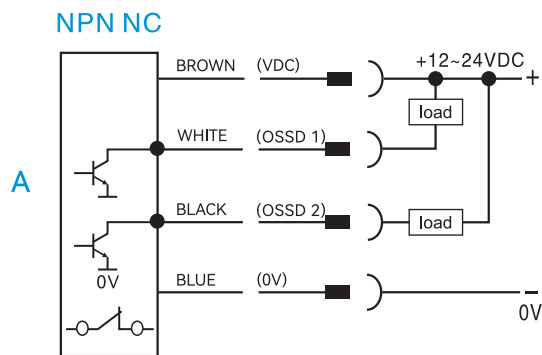 NPN NC
BROWN (VDC) +12~24VDC +
load
WHITE (OSSD 1)
A
BLACK (OSSD 2) load
0V
BLUE (0V) −
0V